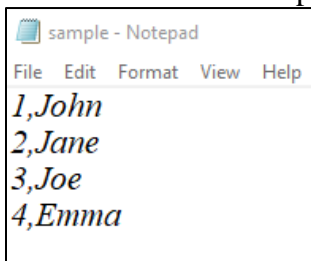 sample - Notepad
File Edit Format View Help
1,John
2,Jane
3,Joe
4,Emma